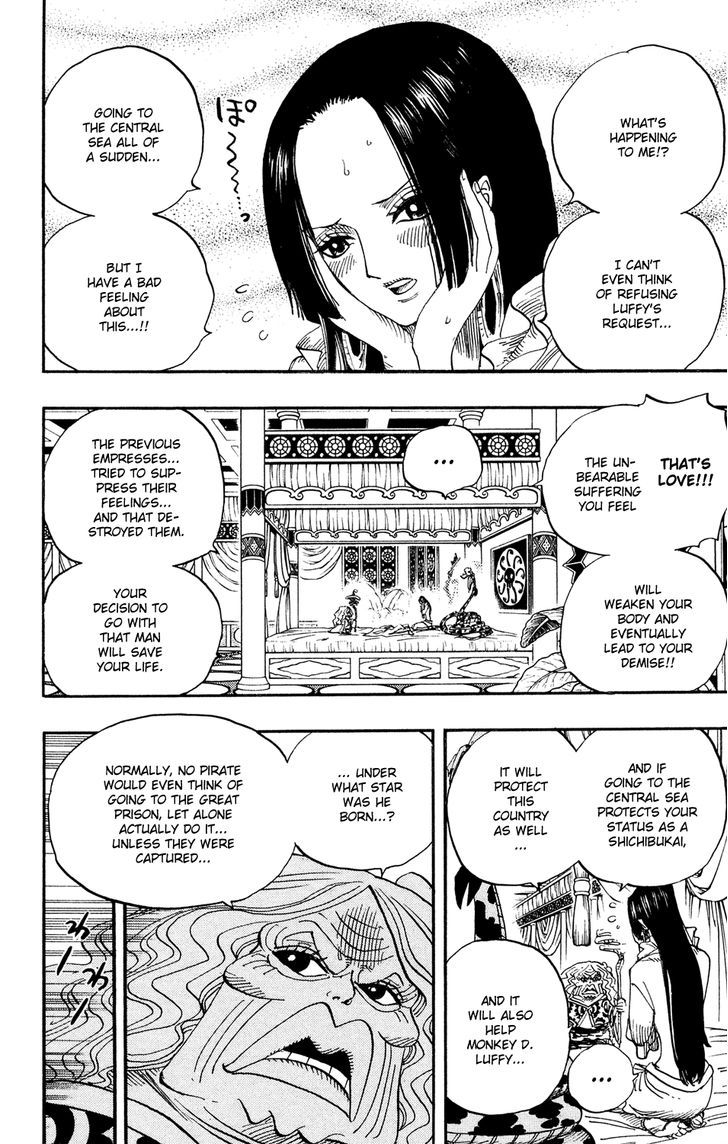 WHAT'S
HAPPENING
TO ME!?
I CAN'T
EVEN THINK
OF REFUSING
LUFFY'S
REQUEST...
ぽ～～…っ
GOING TO
THE CENTRAL
SEA ALL OF
A SUDDEN...
BUT I
HAVE A BAD
FEELING
ABOUT
THIS...!!
THAT'S
LOVE!!!
THE UN-
BEARABLE
SUFFERING
YOU FEEL
WILL
WEAKEN YOUR
BODY AND
EVENTUALLY
LEAD TO YOUR
DEMISE!!
...
THE PREVIOUS
EMPRESSES...
TRIED TO SUP-
PRESS THEIR
FEELINGS...
...AND THAT DE-
STROYED THEM.
YOUR
DECISION TO
GO WITH
THAT MAN
WILL SAVE
YOUR LIFE.
AND IF
GOING TO THE
CENTRAL SEA
PROTECTS YOUR
STATUS AS A
SHICHIBUKAI,
IT WILL
PROTECT
THIS
COUNTRY
AS WELL
...
AND IT
WILL ALSO
HELP
MONKEY D.
LUFFY...
...
... UNDER
WHAT STAR
WAS HE
BORN...?
NORMALLY, NO PIRATE
WOULD EVEN THINK OF
GOING TO THE GREAT
PRISON, LET ALONE
ACTUALLY DO IT...
UNLESS THEY WERE
CAPTURED...